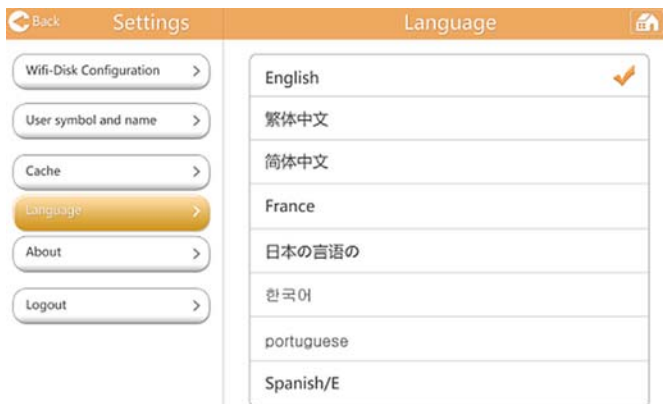 Back Settings Language
Wifi-Disk Configuration
User symbol and name
Cache
Language
About
Logout
English
繁体中文
简体中文
France
日本の言语の
한국어
portuguese
Spanish/E